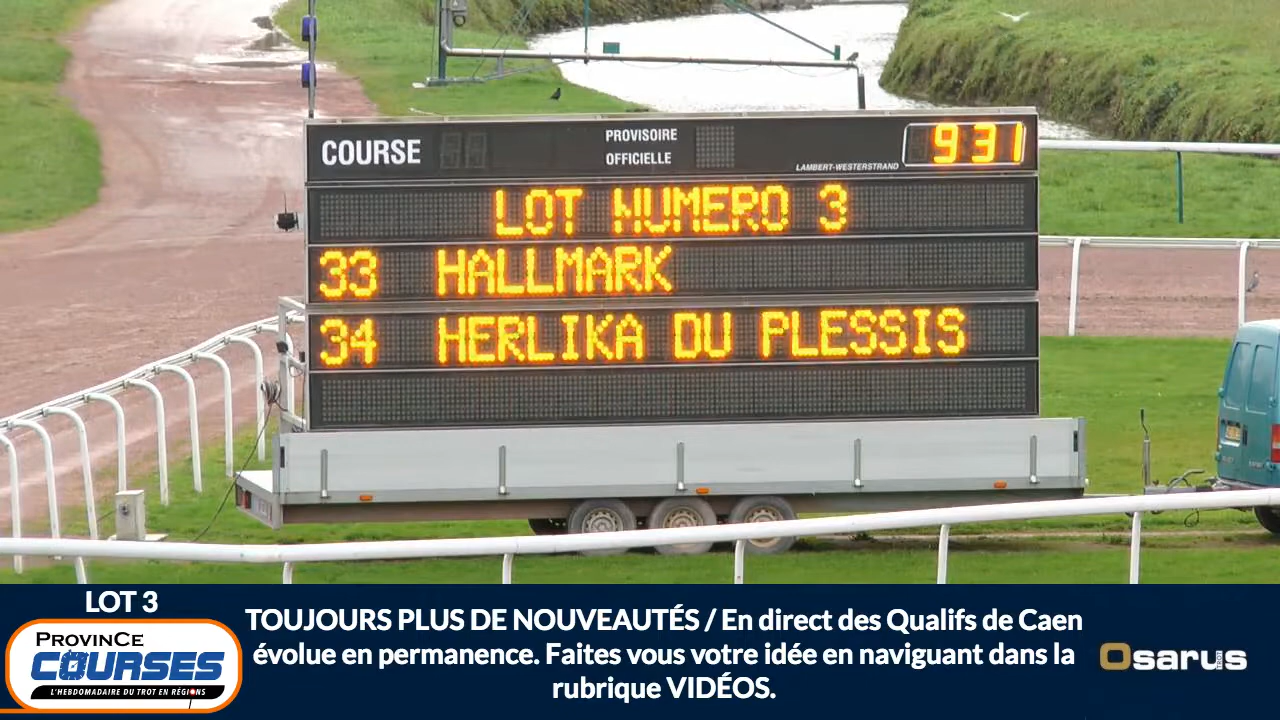 COURSE
PROVISOIRE
OFFICIELLE
LAMBERT-WESTERSTRAND
931
LOT NUMERO 3
33 HALLMARK
34 HERLIKA DU PLESSIS
LOT 3
PROVINCE
COURSES
L'HEBDOMADAIRE DU TROT EN RÉGIONS
TOUJOURS PLUS DE NOUVEAUTÉS / En direct des Qualifs de Caen
évolue en permanence. Faites vous votre idée en naviguant dans la
rubrique VIDÉOS.
Osarus